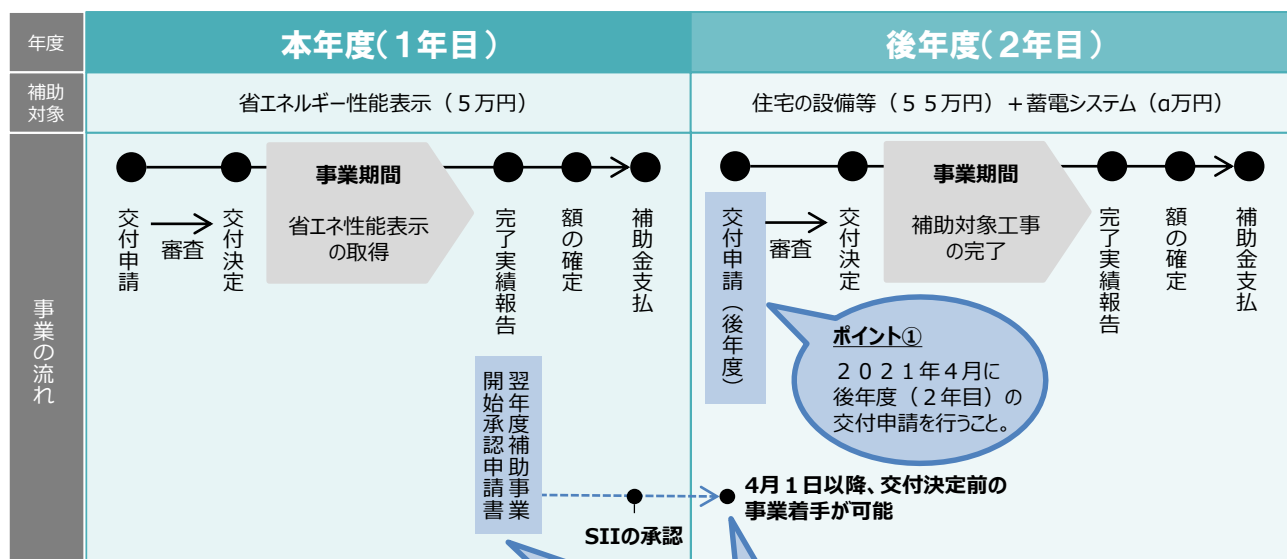 年度
本年度(1年目)
後年度(2年目)
補助
対象
省エネルギー性能表示（５万円）
住宅の設備等（５５万円）＋蓄電システム（α万円）
事業の流れ
交付申請
審査
交付決定
事業期間
省エネ性能表示
の取得
完了実績報告
額の確定
補助金支払
翌年度補助事業
開始承認申請書
SIIの承認
交付申請（後年度）
審査
交付決定
事業期間
補助対象工事
の完了
完了実績報告
額の確定
補助金支払
ポイント①
２０２１年４月に
後年度（２年目）の
交付申請を行うこと。
4月１日以降、交付決定前の
事業着手が可能